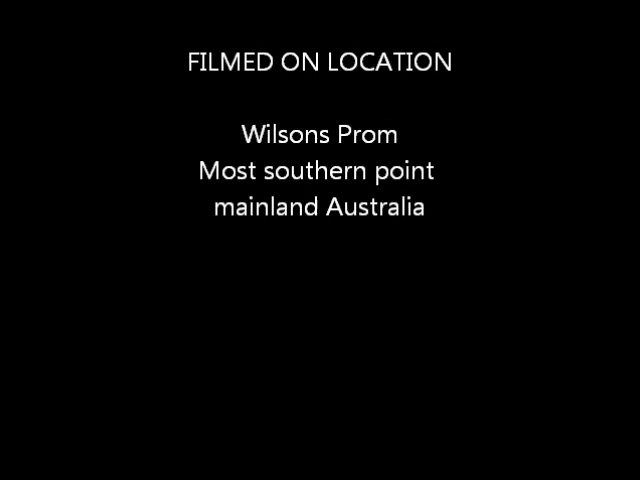 FILMED ON LOCATION
Wilsons Prom
Most southern point
mainland Australia